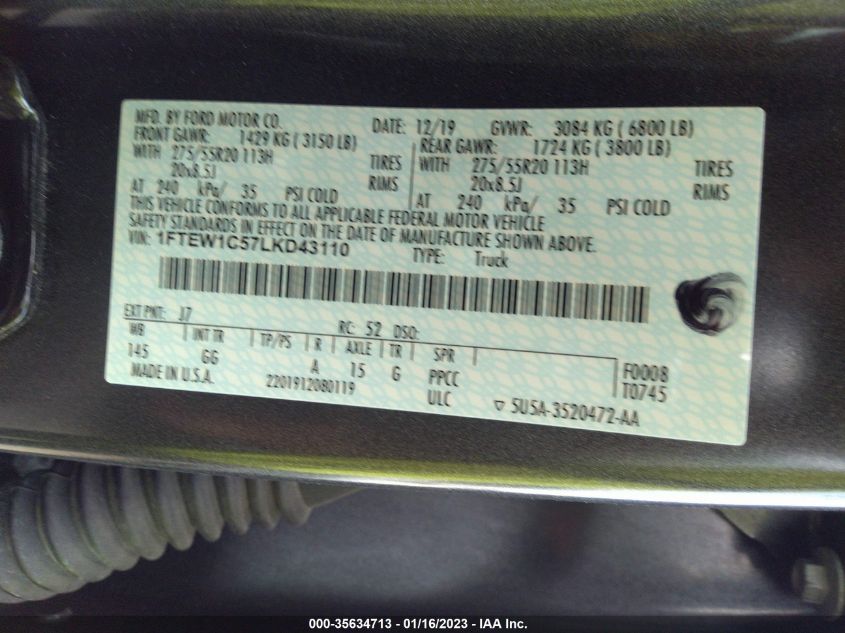 MFD. BY FORD MOTOR CO.
DATE: 12/19 GVWR: 3084 KG ( 6800 LB)
FRONT GAWR: 1429 KG ( 3150 LB) REAR GAWR: 1724 KG ( 3800 LB)
WITH 275/55R20 113H TIRES WITH 275/55R20 113H TIRES
20x8.5J RIMS 20x8.5J RIMS
AT 240 kPa/ 35 PSI COLD AT 240 kPa/ 35 PSI COLD
THIS VEHICLE CONFORMS TO ALL APPLICABLE FEDERAL MOTOR VEHICLE
SAFETY STANDARDS IN EFFECT ON THE DATE OF MANUFACTURE SHOWN ABOVE.
VIN: 1FTEW1C57LKD43110 TYPE: Truck
EXT PNT: J7 RC: 52 DSO:
WB INT TR TP/PS R AXLE TR SPR F0008
145 GG A 15 G PPCC T0745
MADE IN U.S.A. 2201912080119 ULC ▽ 5U5A-3520472-AA
000-35634713 - 01/16/2023 - IAA Inc.